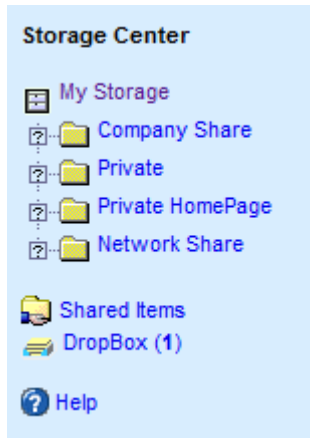 Storage Center
My Storage
Company Share
Private
Private HomePage
Network Share
Shared Items
DropBox (1)
Help